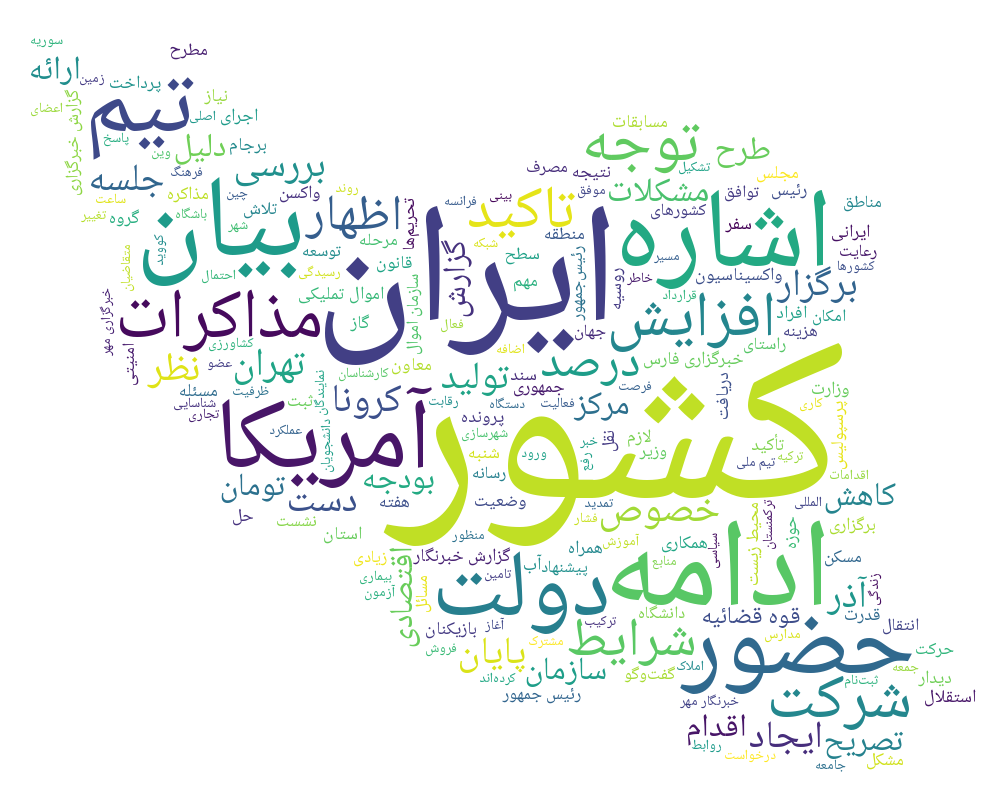 سوریه
مطرح
ارائه
زمین
پرداخت
تیم
نیاز
اعضای
گزارش خبرگزاری
اصلی
اجرای
مسابقات
پاسخ
دلیل
برجام
توجه
طرح
تشکیل
وین
بررسی
جلسه
فرهنگ
مصرف
نتیجه
مجلس
مذاکره
چین
واکسن
روند
بینی
موفق
مشکلات
توافق
رئیس
ساعت
تغییر
گروه
باشگاه
شهر
تلاش
اظهار
تحریم‌ها
فرانسه
تاکید
کشورهای
اشاره
سفر
مناطق
ایرانی
رعایت
کشورها
بیان
کووید
متقاضیان
احتمال
رسیدگی
توسعه
مرحله
قانون
ایران
گزارش
شبکه
سطح
مهم
منطقه
رئیس جمهور
روسیه
خاطر
مسیر
واکسیناسیون
برگزار
قرارداد
خبرگزاری مهر
امنیتی
مذاکرات
اموال تملیکی
سازمان اموال
گاز
فعال
جهان
افزایش
افراد
امکان
هزینه
راستای
کشاورزی
عضو
تهران
نظر
معاون
کارشناسان
اضافه
درصد
خبرگزاری فارس
مسئله
ظرفیت
شناسایی
تجاری
ثبت
نمایندگان
دانشجویان
کرونا
تولید
سند
جمهوری
رقابت
دستگاه
فعالیت
فرصت
مرکز
دریافت
وزارت
کاری
پرسپولیس
آمریکا
عملکرد
پرونده
شهرسازی
نقل
لازم
خبر
رفع
وزیر
تأکید
ترکیه
تیم ملی
کشور
شنبه
ورود
رسانه
بودجه
تومان
دست
هفته
وضعیت
تمدید
اقدامات
کاهش
المللی
ترکمنستان
محیط زیست
حل
نشست
استان
منظور
فشار
خصوص
حوزه
برگزاری
آموزش
همکاری
سیاسی
ادامه
همراه
منابع
گزارش خبرنگار
زیادی
اقتصادی
پیشنهاد
آب
تامین
بیماری
آزمون
مسائل
دولت
مسکن
زندگی
آذر
قدرت
دانشگاه
قوه قضائیه
انتقال
بازیکنان
آغاز
ترکیب
مدارس
حضور
فروش
پایان
مشترک
شرایط
حرکت
جمعه
سازمان
کرده‌اند
گفت‌وگو
املاک
ثبت‌نام
دیدار
رئیس جمهور
خبرنگار مهر
شرکت
استقلال
اقدام
ایجاد
تصریح
روابط
درخواست
جامعه
مشکل